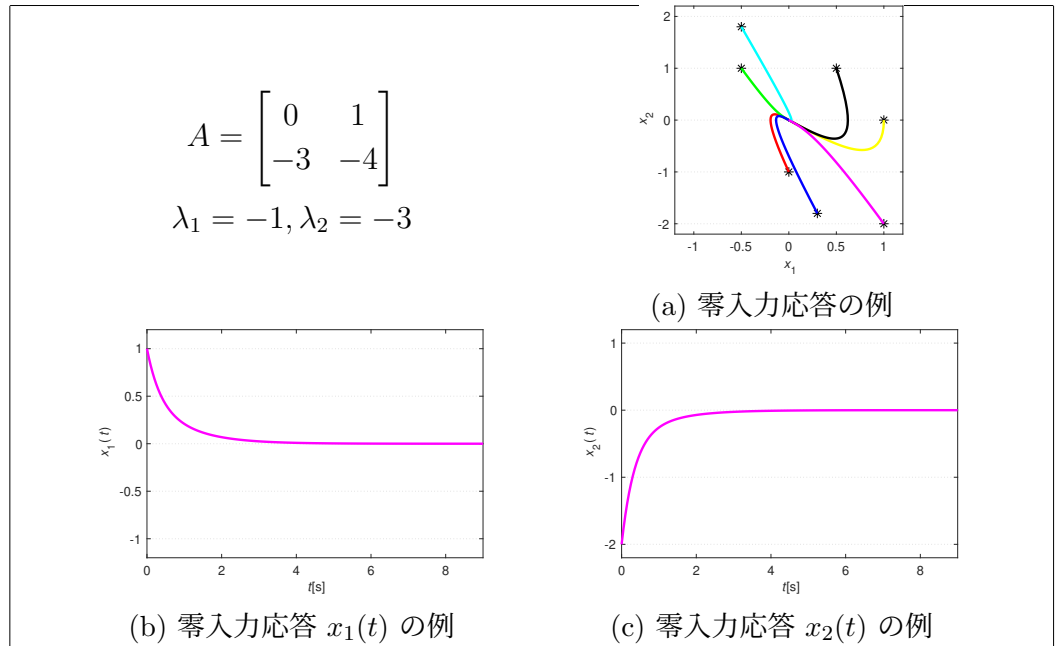 A = [0 1
-3 -4]
λ₁ = −1, λ₂ = −3
2
1
0
-1
-2
x₂
-1
-0.5
0
0.5
1
x₁
(a) 零入力応答の例
1
0.5
0
-0.5
-1
x₁(t)
0
2
4
6
8
t[s]
(b) 零入力応答 x₁(t) の例
1
0
-1
-2
x₂(t)
0
2
4
6
8
t[s]
(c) 零入力応答 x₂(t) の例